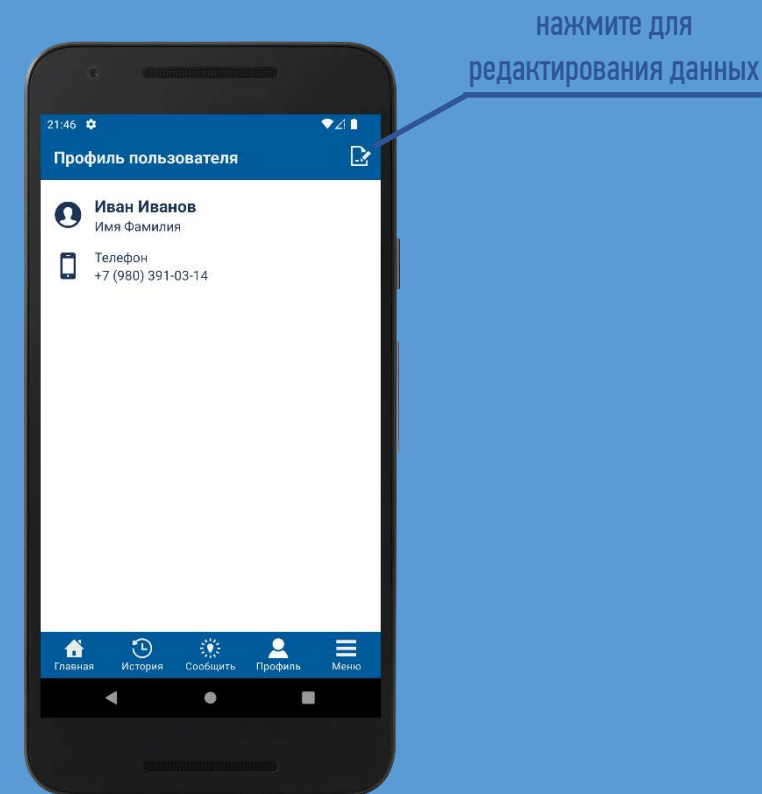 нажмите для
редактирования данных
21:46
Профиль пользователя
Иван Иванов
Имя Фамилия
Телефон
+7 (980) 391-03-14
Главная История Сообщить Профиль Меню